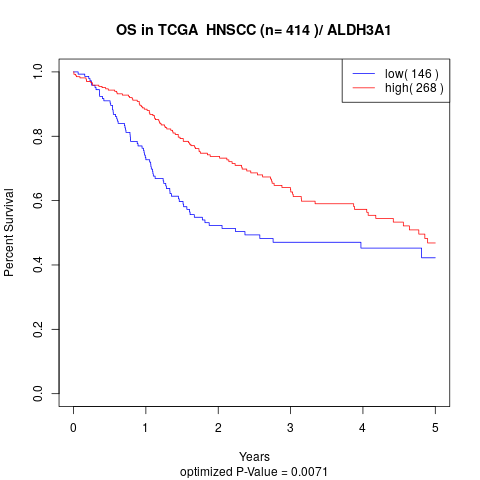 OS in TCGA  HNSCC (n= 414 )/ ALDH3A1
low( 146 )
high( 268 )
Percent Survival
1.0
0.8
0.6
0.4
0.2
0.0
0 1 2 3 4 5
Years
optimized P-Value = 0.0071